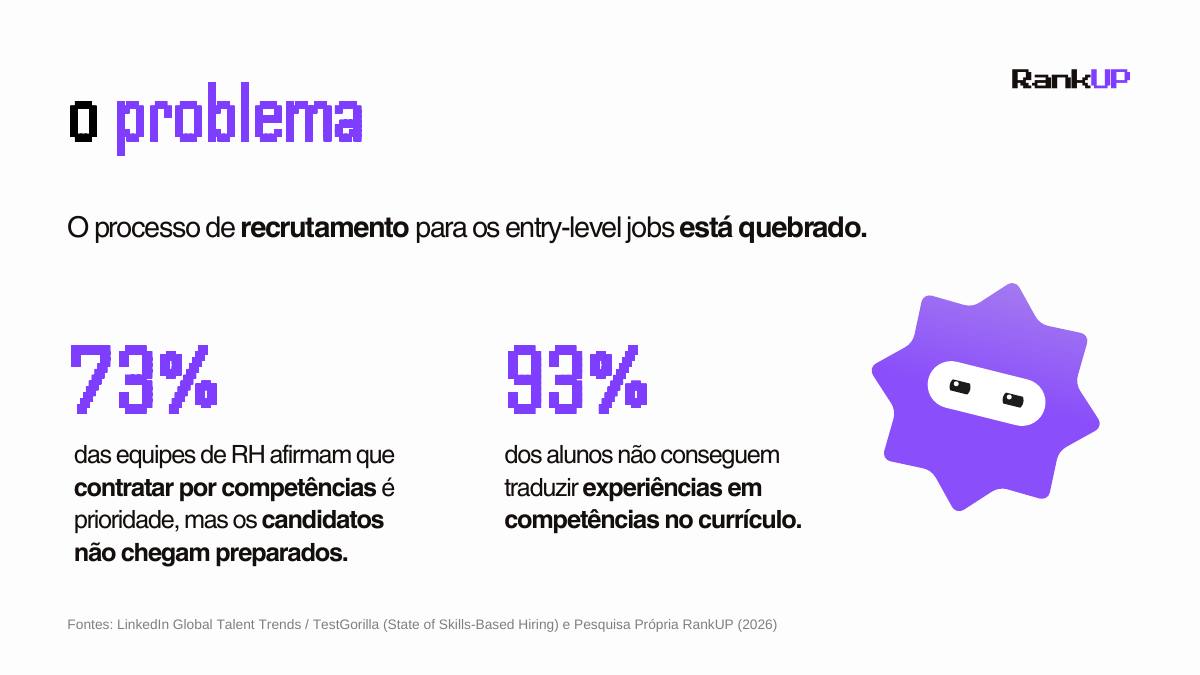 RankUP
o problema
O processo de recrutamento para os entry-level jobs está quebrado.
73%
das equipes de RH afirmam que
contratar por competências é
prioridade, mas os candidatos
não chegam preparados.
93%
dos alunos não conseguem
traduzir experiências em
competências no currículo.
Fontes: LinkedIn Global Talent Trends / TestGorilla (State of Skills-Based Hiring) e Pesquisa Própria RankUP (2026)